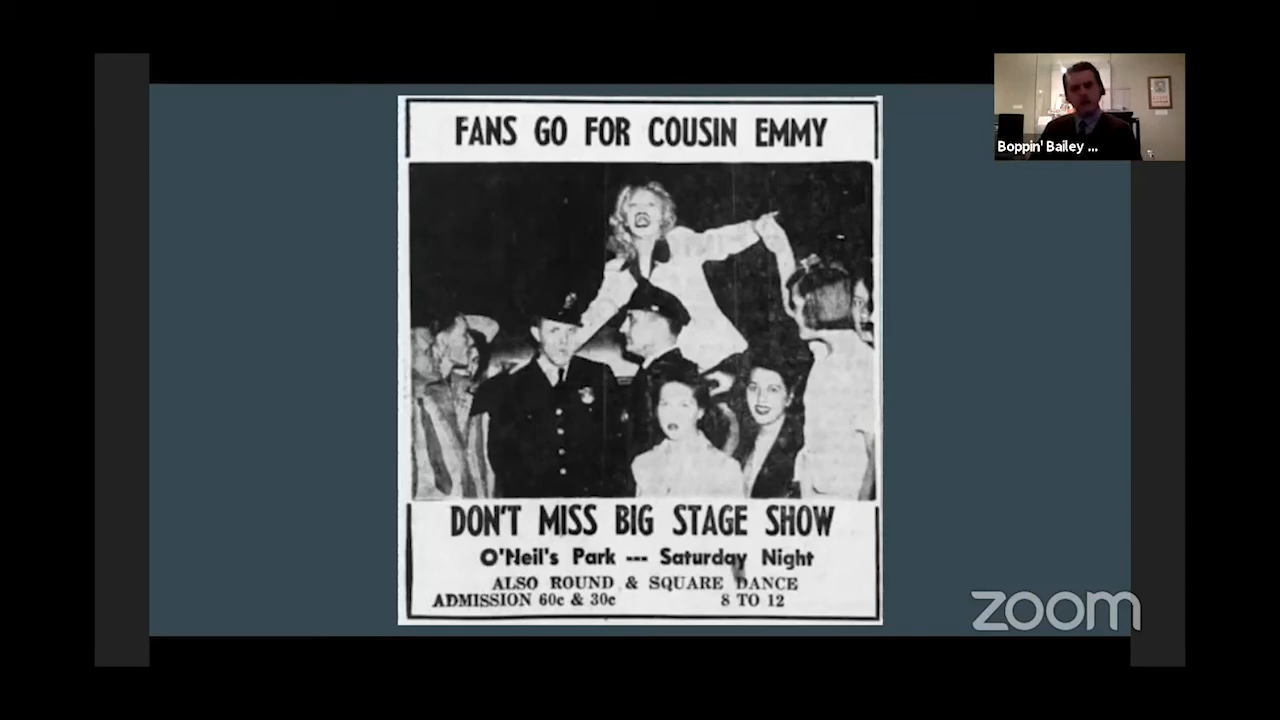 FANS GO FOR COUSIN EMMY
Boppin' Bailey ...
DON'T MISS BIG STAGE SHOW
O'Neil's Park --- Saturday Night
ALSO ROUND & SQUARE DANCE
ADMISSION 60c & 30c 8 TO 12
zoom